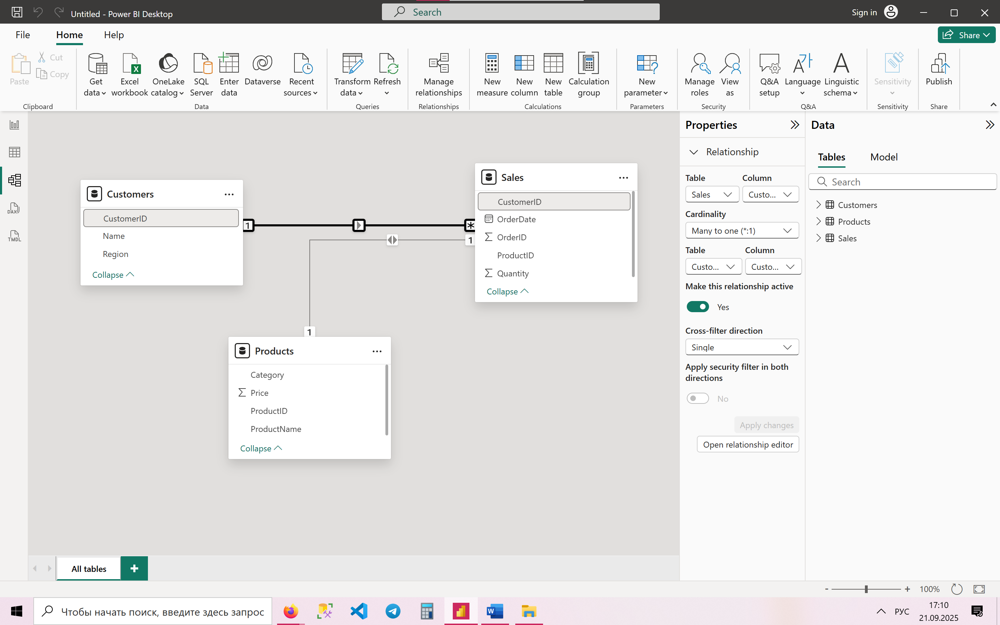 Untitled - Power BI Desktop
Search
Sign in
File
Home
Help
Share
Paste
Cut
Copy
Clipboard
Get data
Excel workbook
OneLake catalog
SQL Server
Enter data
Dataverse
Recent sources
Data
Transform data
Refresh
Queries
Manage relationships
Relationships
New measure
New column
New table
Calculation group
Calculations
New parameter
Parameters
Manage roles
View as
Security
Q&A setup
Language
Linguistic schema
Q&A
Sensitivity
Sensitivity
Publish
Share
DAX
TMDL
Customers
CustomerID
Name
Region
Collapse
1
*
1
1
Sales
CustomerID
OrderDate
OrderID
ProductID
Quantity
Collapse
Products
Category
Price
ProductID
ProductName
Collapse
All tables
Properties
Relationship
Table
Column
Sales
Custo...
Cardinality
Many to one (*:1)
Table
Column
Custo...
Custo...
Make this relationship active
Yes
Cross-filter direction
Single
Apply security filter in both
directions
No
Apply changes
Open relationship editor
Data
Tables
Model
Search
Customers
Products
Sales
100%
Чтобы начать поиск, введите здесь запрос
РУС
17:10
21.09.2025